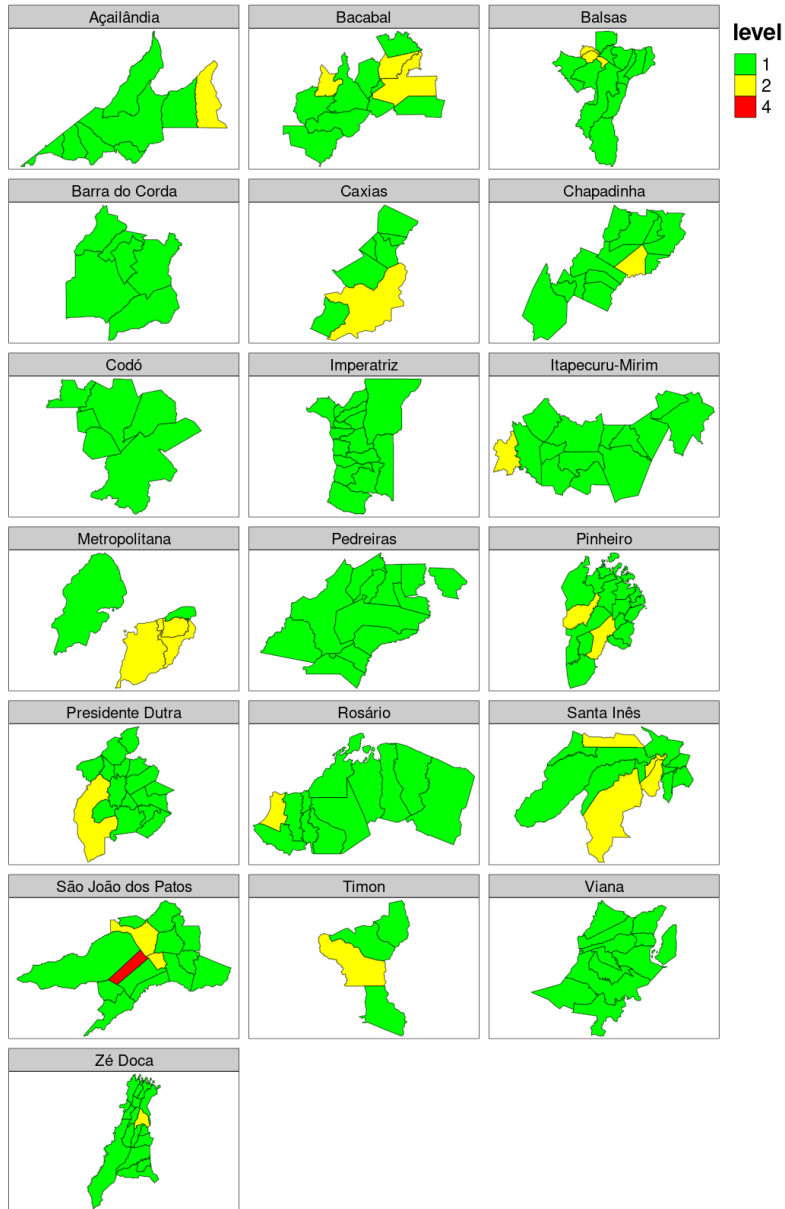 Açailândia
Bacabal
Balsas
level
1
2
4
Barra do Corda
Caxias
Chapadinha
Codó
Imperatriz
Itapecuru-Mirim
Metropolitana
Pedreiras
Pinheiro
Presidente Dutra
Rosário
Santa Inês
São João dos Patos
Timon
Viana
Zé Doca